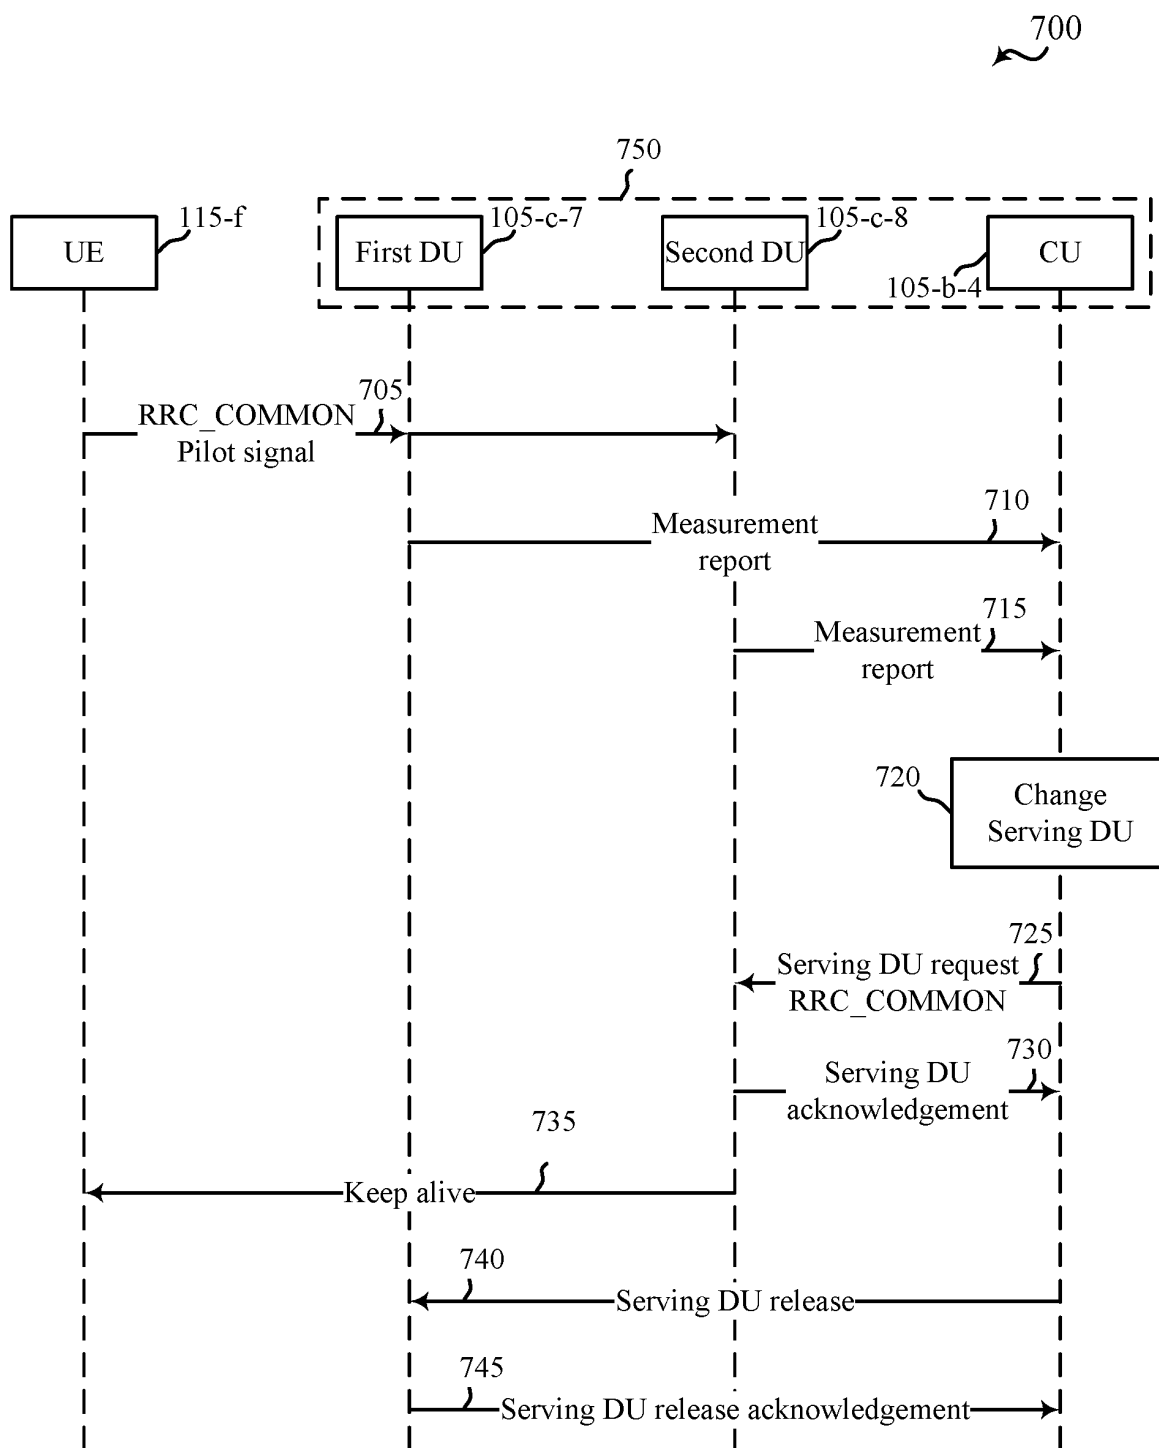 700
750
115-f
105-c-7
105-c-8
UE
First DU
Second DU
CU
105-b-4
705
RRC_COMMON
Pilot signal
710
Measurement
report
715
Measurement
report
720
Change
Serving DU
725
Serving DU request
RRC_COMMON
730
Serving DU
acknowledgement
735
Keep alive
740
Serving DU release
745
Serving DU release acknowledgement